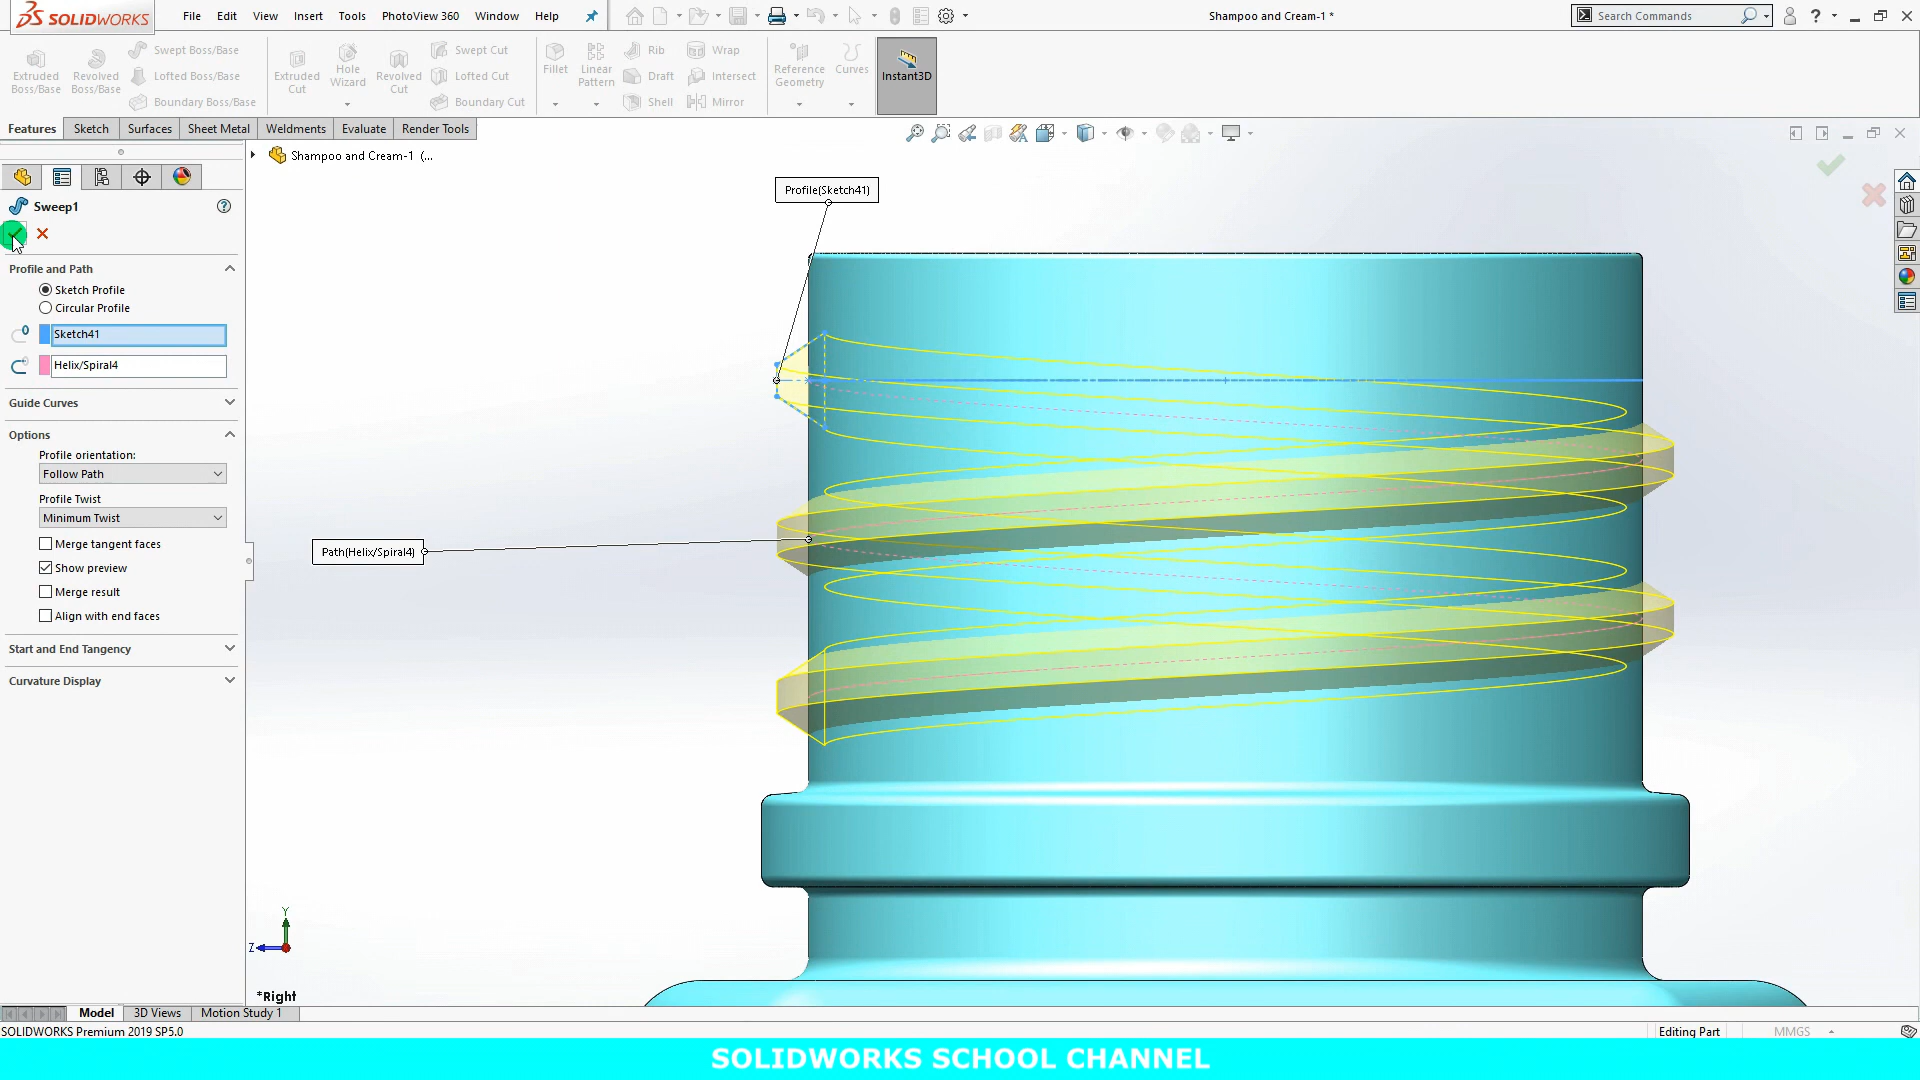 SOLIDWORKS
File Edit View Insert Tools PhotoView 360 Window Help
Shampoo and Cream-1 *
Search Commands
Extruded Boss/Base
Revolved Boss/Base
Swept Boss/Base
Lofted Boss/Base
Boundary Boss/Base
Extruded Cut
Hole Wizard
Revolved Cut
Swept Cut
Lofted Cut
Boundary Cut
Fillet
Linear Pattern
Rib
Draft
Shell
Wrap
Intersect
Mirror
Reference Geometry
Curves
Instant3D
Features Sketch Surfaces Sheet Metal Weldments Evaluate Render Tools
Shampoo and Cream-1 (...
Sweep1
Profile and Path
Sketch Profile
Circular Profile
Sketch41
Helix/Spiral4
Guide Curves
Options
Profile orientation:
Follow Path
Profile Twist
Minimum Twist
Merge tangent faces
Show preview
Merge result
Align with end faces
Start and End Tangency
Curvature Display
Profile(Sketch41)
Path(Helix/Spiral4)
Y
Z
*Right
Model 3D Views Motion Study 1
SOLIDWORKS Premium 2019 SP5.0
Editing Part
MMGS
SOLIDWORKS SCHOOL CHANNEL